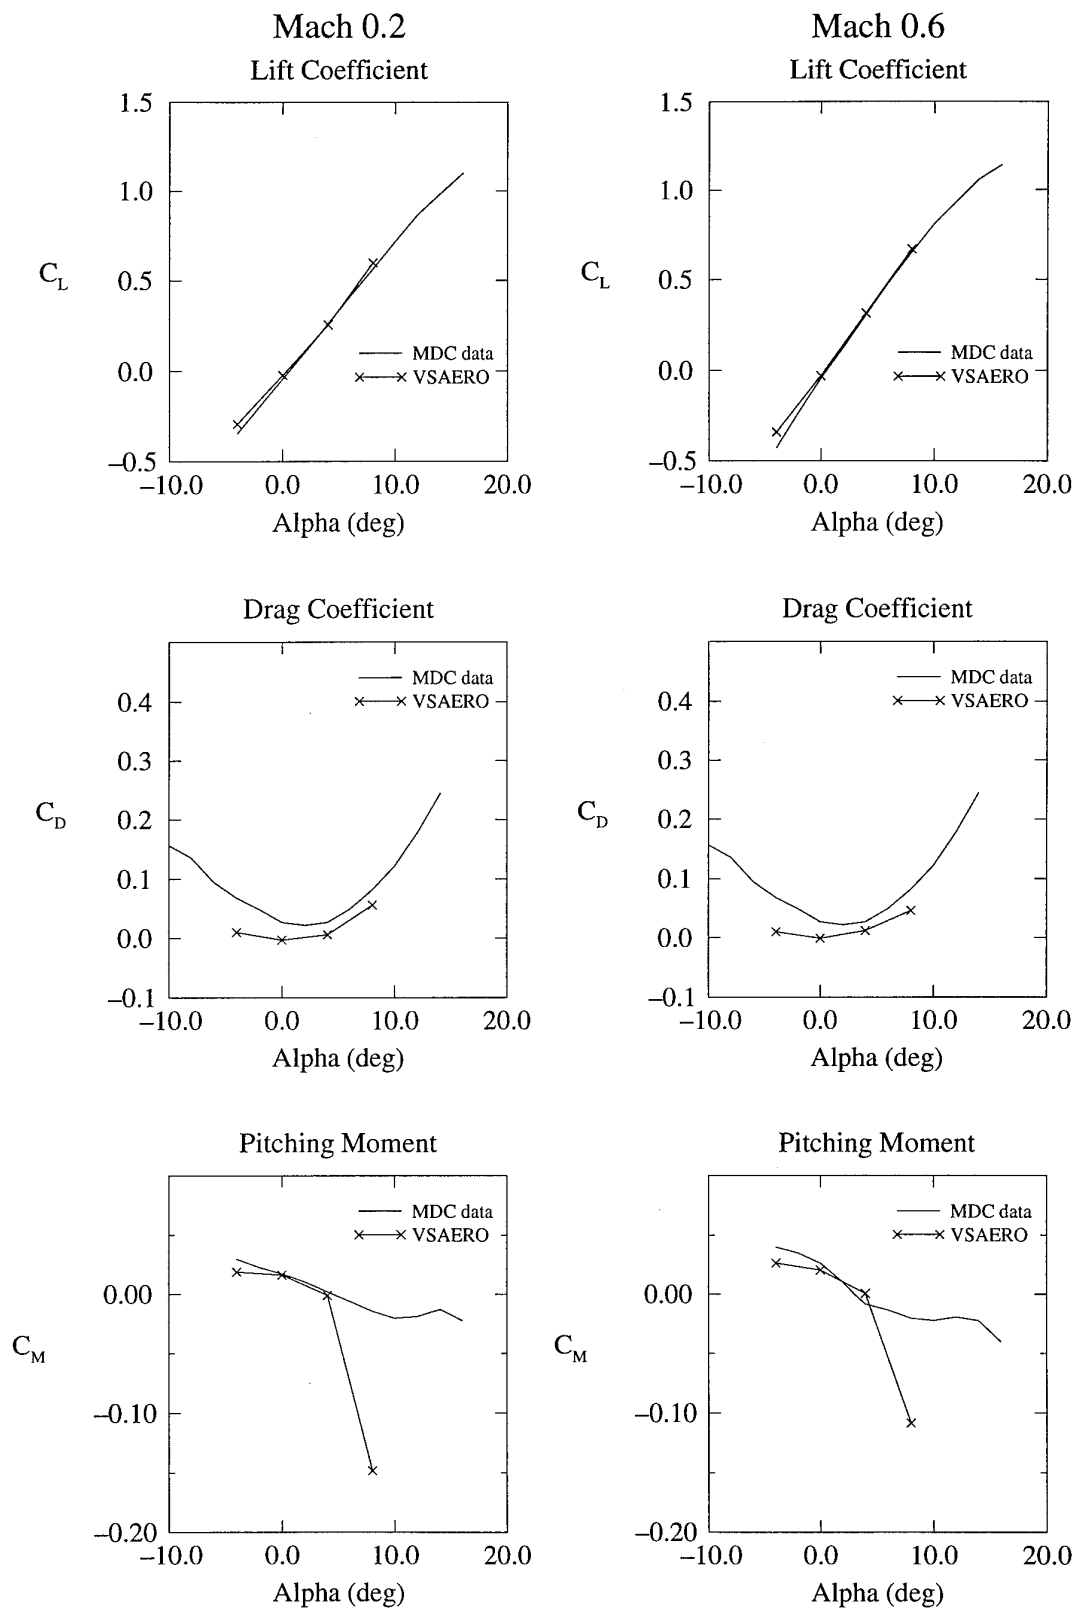 Mach 0.2
Lift Coefficient
1.5
1.0
0.5
0.0
−0.5
C_L
MDC data
VSAERO
−10.0 0.0 10.0 20.0
Alpha (deg)
Mach 0.6
Lift Coefficient
1.5
1.0
0.5
0.0
−0.5
C_L
MDC data
VSAERO
−10.0 0.0 10.0 20.0
Alpha (deg)
Drag Coefficient
MDC data
VSAERO
0.4
0.3
0.2
0.1
0.0
−0.1
C_D
−10.0 0.0 10.0 20.0
Alpha (deg)
Drag Coefficient
MDC data
VSAERO
0.4
0.3
0.2
0.1
0.0
−0.1
C_D
−10.0 0.0 10.0 20.0
Alpha (deg)
Pitching Moment
MDC data
VSAERO
0.00
−0.10
−0.20
C_M
−10.0 0.0 10.0 20.0
Alpha (deg)
Pitching Moment
MDC data
VSAERO
0.00
−0.10
−0.20
C_M
−10.0 0.0 10.0 20.0
Alpha (deg)